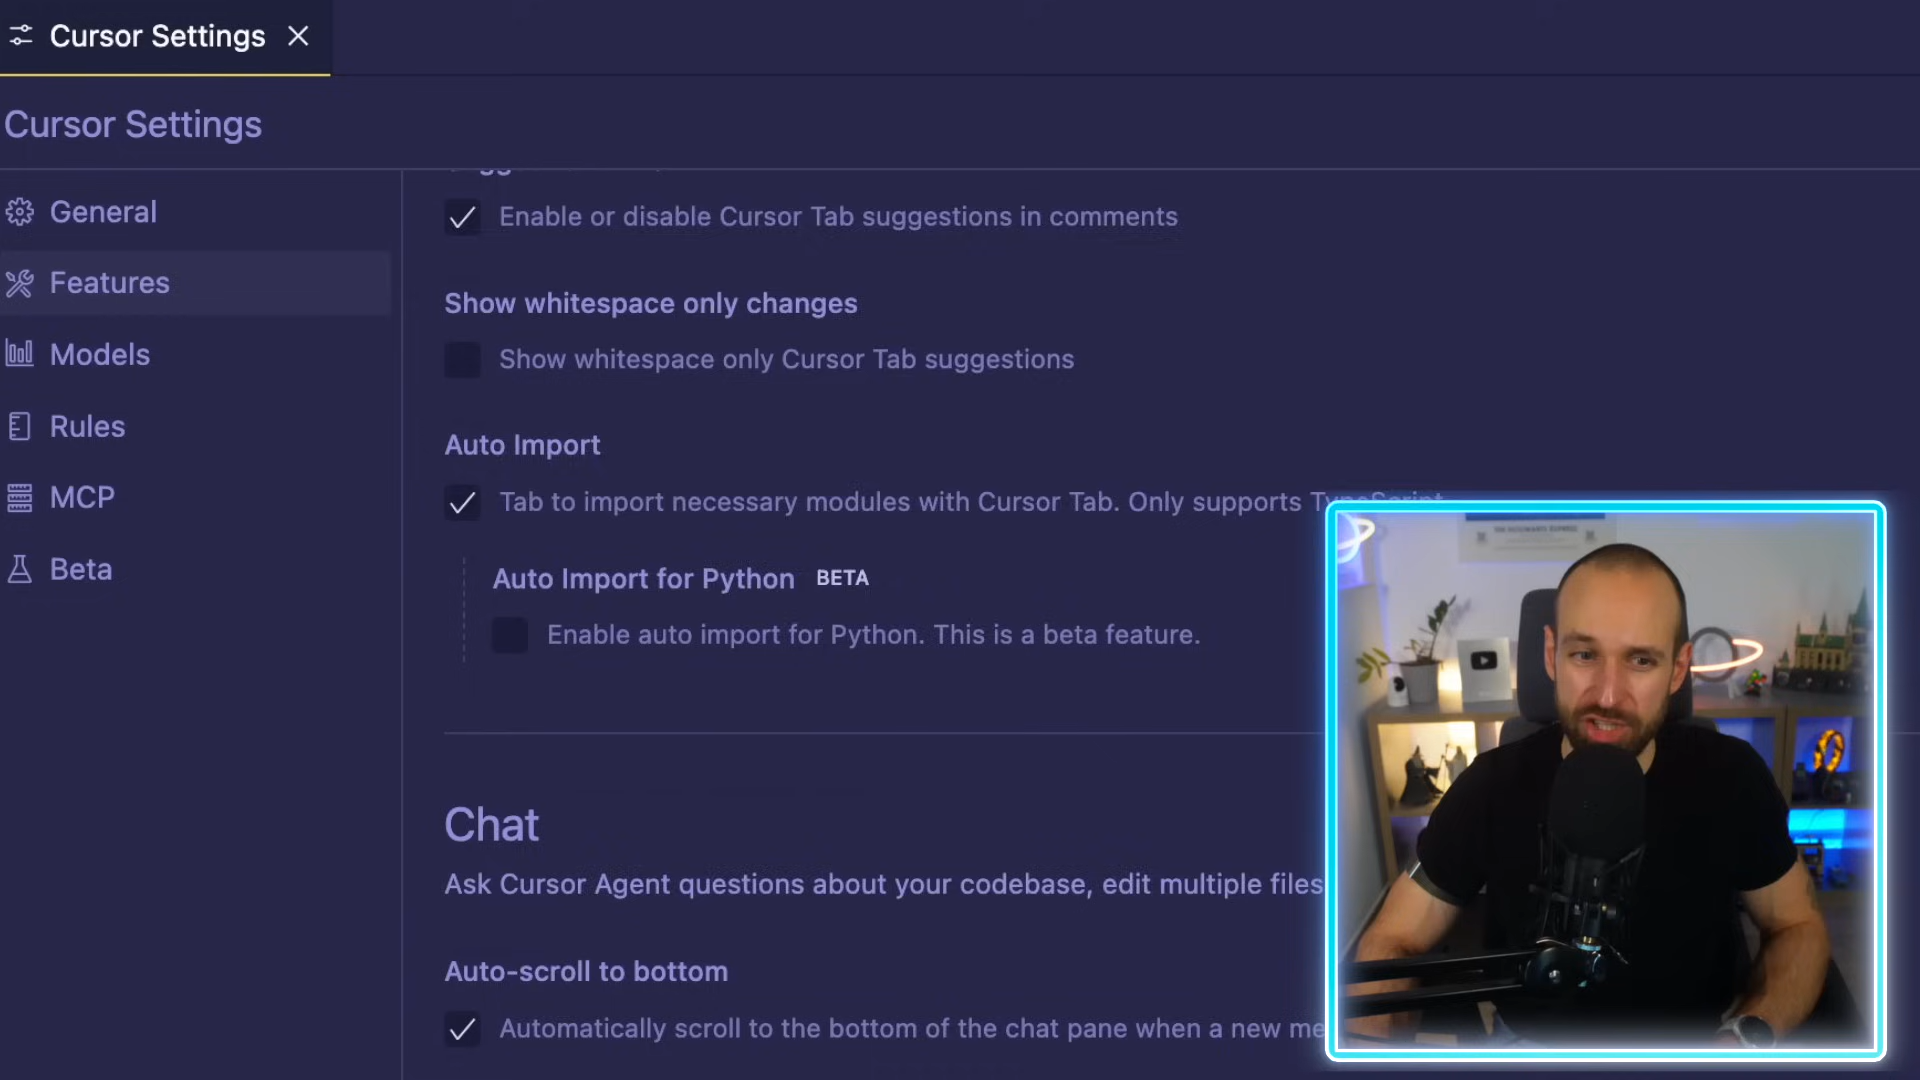 Cursor Settings
Cursor Settings
General
Features
Models
Rules
MCP
Beta
Enable or disable Cursor Tab suggestions in comments
Show whitespace only changes
Show whitespace only Cursor Tab suggestions
Auto Import
Tab to import necessary modules with Cursor Tab. Only supports TypeScript
Auto Import for Python BETA
Enable auto import for Python. This is a beta feature.
Chat
Ask Cursor Agent questions about your codebase, edit multiple files
Auto-scroll to bottom
Automatically scroll to the bottom of the chat pane when a new me